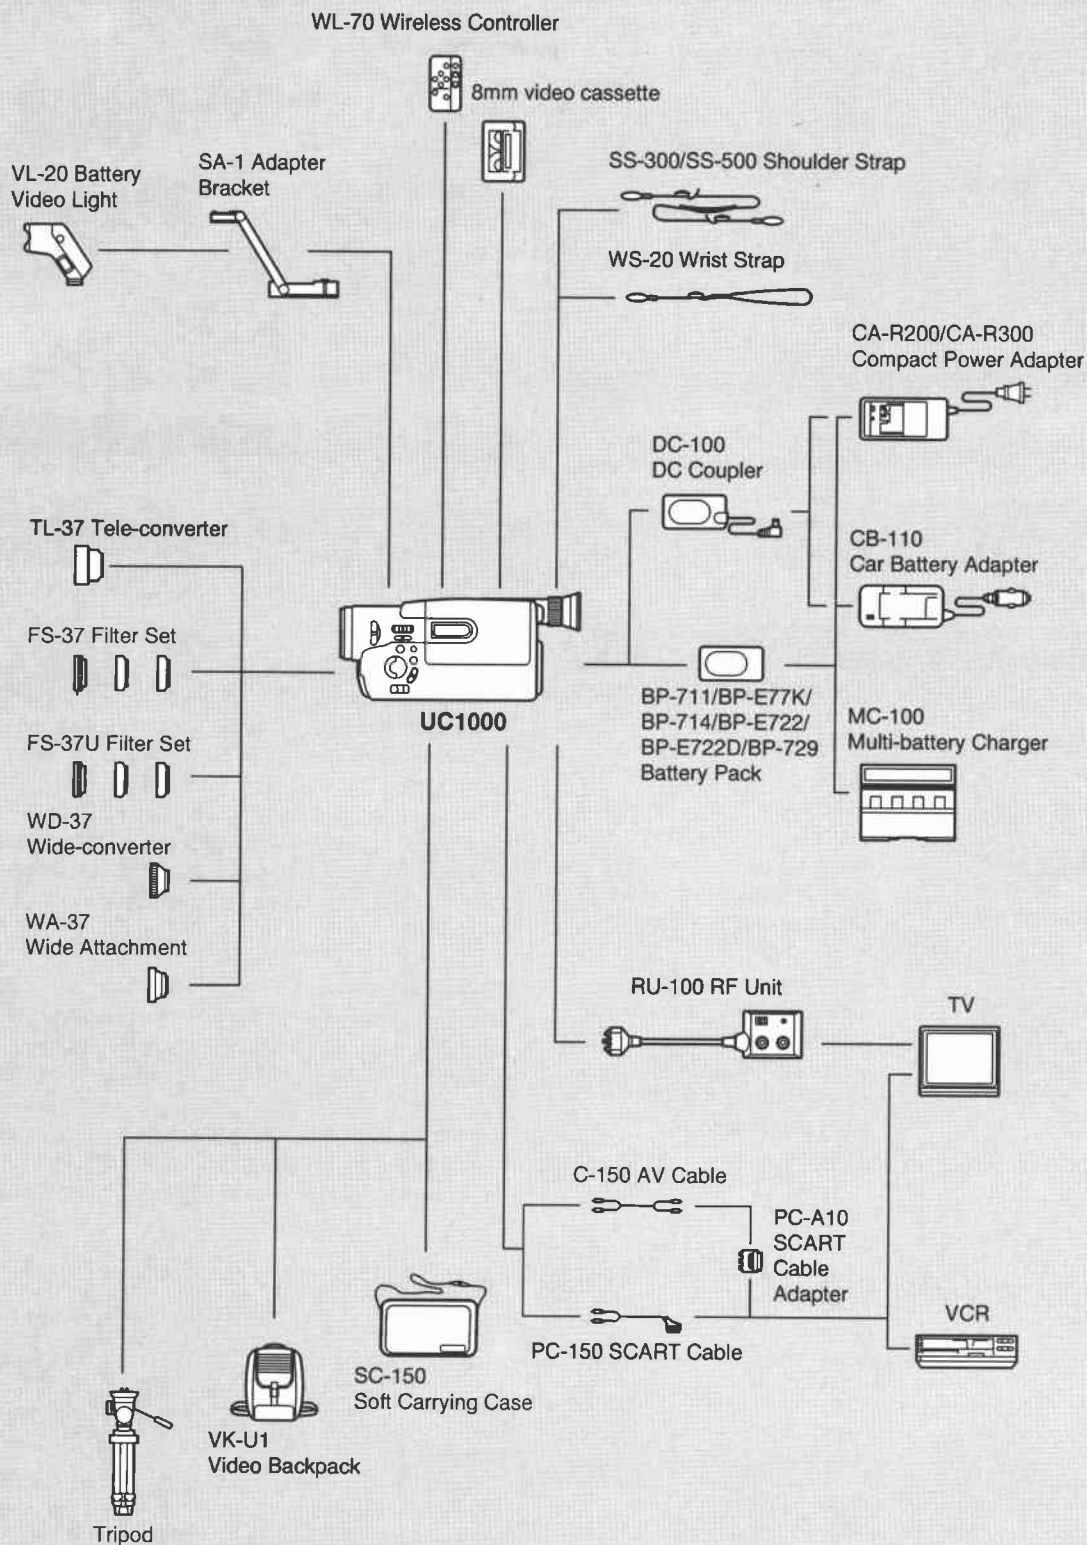 WL-70 Wireless Controller
8mm video cassette
VL-20 Battery
Video Light
SA-1 Adapter
Bracket
SS-300/SS-500 Shoulder Strap
WS-20 Wrist Strap
CA-R200/CA-R300
Compact Power Adapter
DC-100
DC Coupler
CB-110
Car Battery Adapter
TL-37 Tele-converter
FS-37 Filter Set
FS-37U Filter Set
WD-37
Wide-converter
WA-37
Wide Attachment
UC1000
BP-711/BP-E77K/
BP-714/BP-E722/
BP-E722D/BP-729
Battery Pack
MC-100
Multi-battery Charger
RU-100 RF Unit
TV
C-150 AV Cable
PC-A10
SCART
Cable
Adapter
PC-150 SCART Cable
VCR
SC-150
Soft Carrying Case
VK-U1
Video Backpack
Tripod